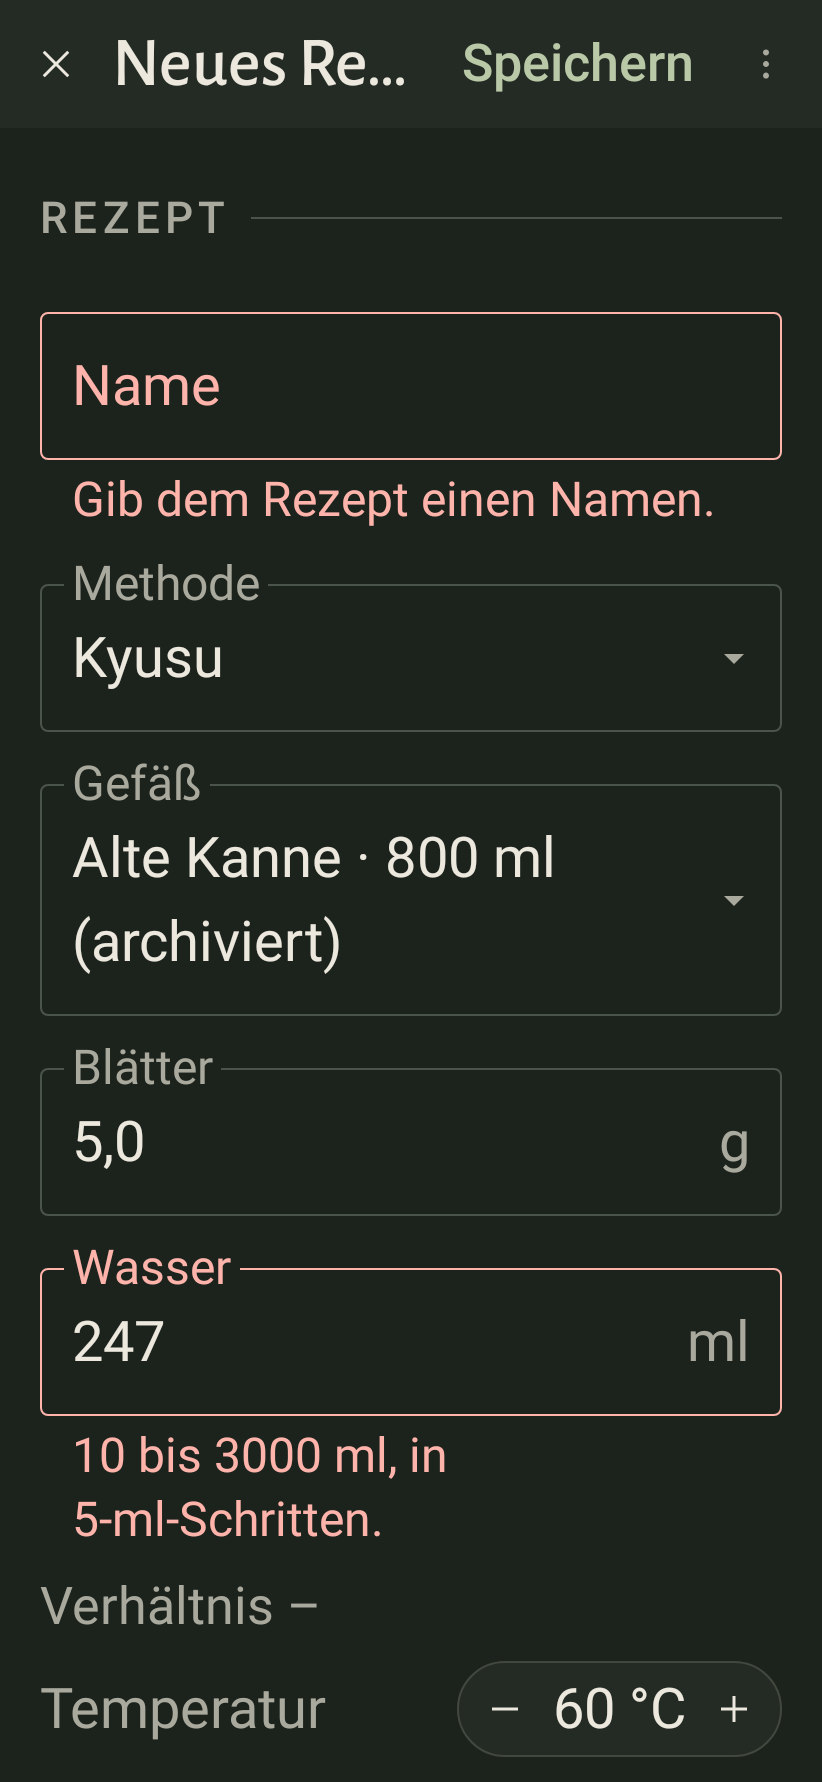 Neues Re...
Speichern
REZEPT
Name
Gib dem Rezept einen Namen.
Methode
Kyusu
Gefäß
Alte Kanne · 800 ml
(archiviert)
Blätter
5,0 g
Wasser
247 ml
10 bis 3000 ml, in
5-ml-Schritten.
Verhältnis –
Temperatur − 60 °C +